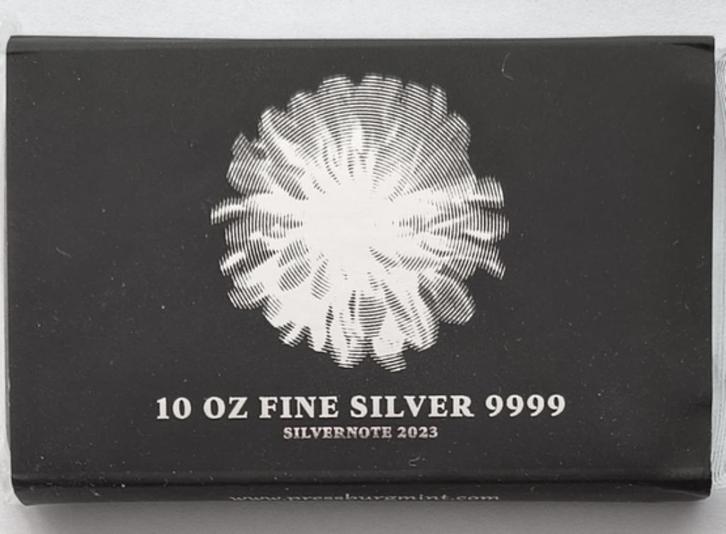 10 OZ FINE SILVER 9999
SILVERNOTE 2023
www.pressburgmint.com